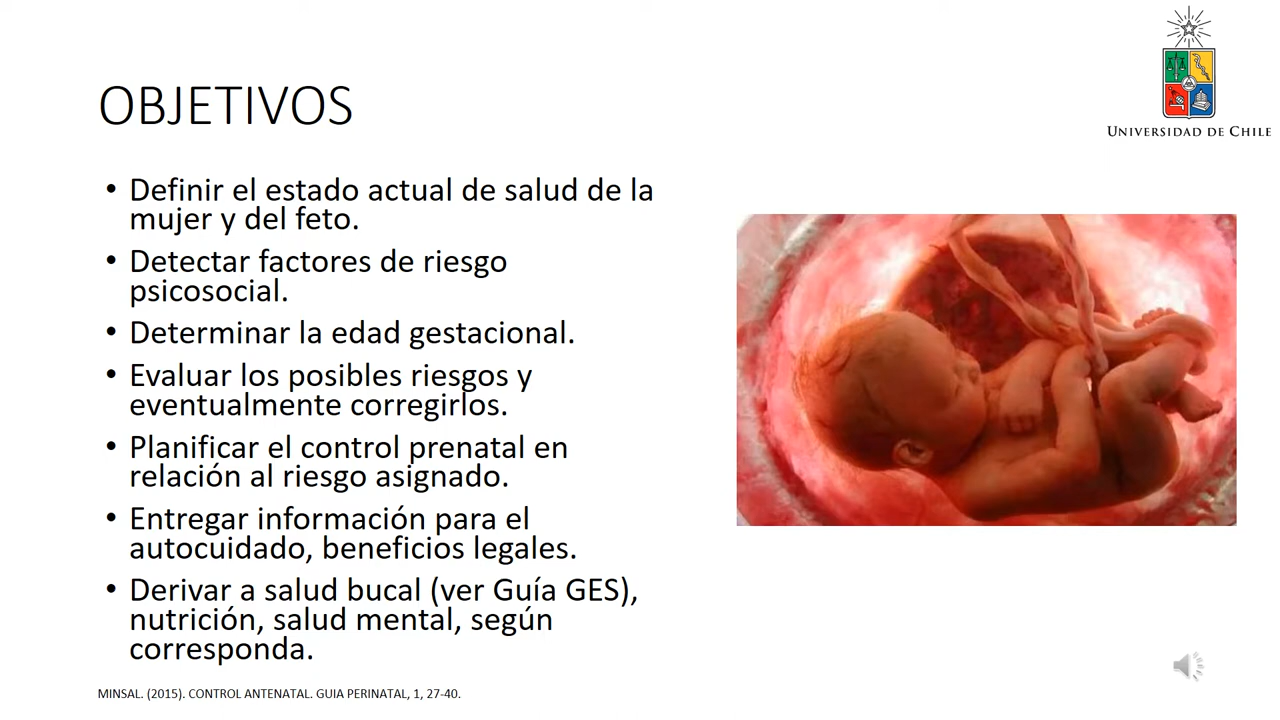 UNIVERSIDAD DE CHILE
OBJETIVOS
• Definir el estado actual de salud de la
mujer y del feto.
• Detectar factores de riesgo
psicosocial.
• Determinar la edad gestacional.
• Evaluar los posibles riesgos y
eventualmente corregirlos.
• Planificar el control prenatal en
relación al riesgo asignado.
• Entregar información para el
autocuidado, beneficios legales.
• Derivar a salud bucal (ver Guía GES),
nutrición, salud mental, según
corresponda.
MINSAL. (2015). CONTROL ANTENATAL. GUIA PERINATAL, 1, 27-40.